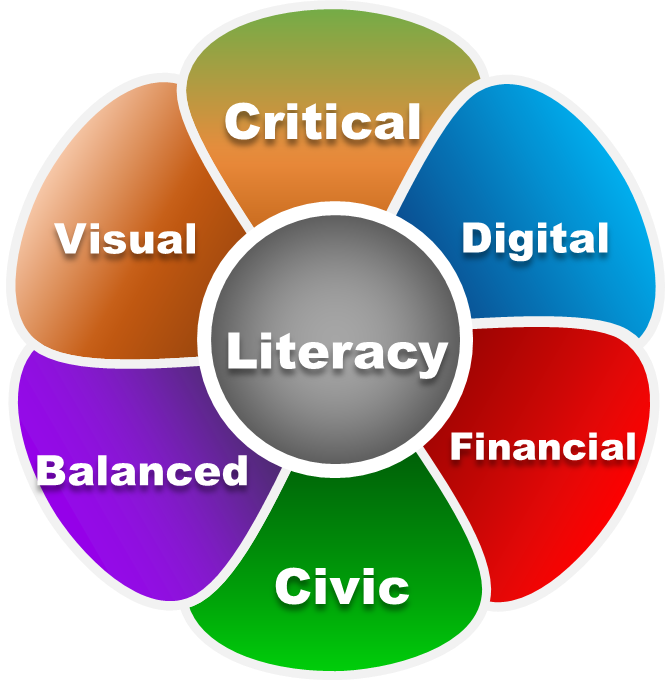 Critical
Visual
Digital
Literacy
Financial
Balanced
Civic